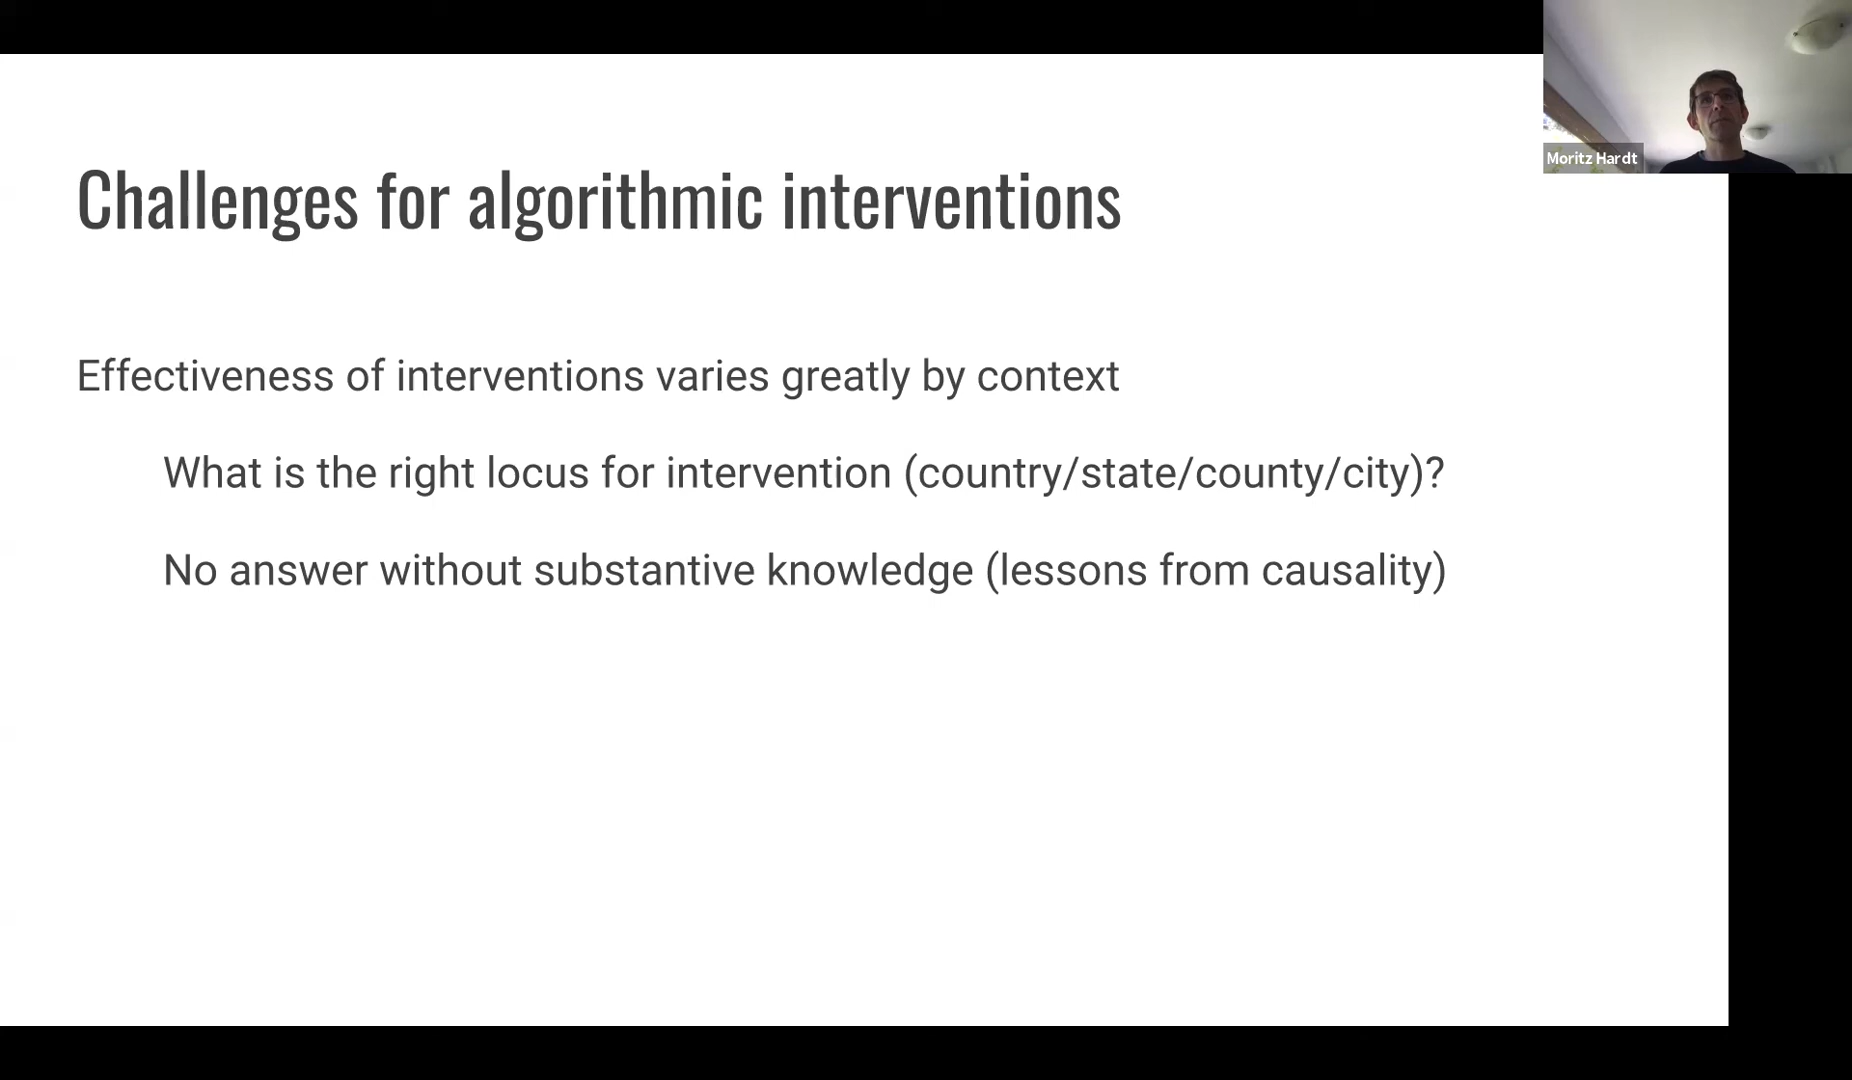 Moritz Hardt
Challenges for algorithmic interventions
Effectiveness of interventions varies greatly by context
What is the right locus for intervention (country/state/county/city)?
No answer without substantive knowledge (lessons from causality)